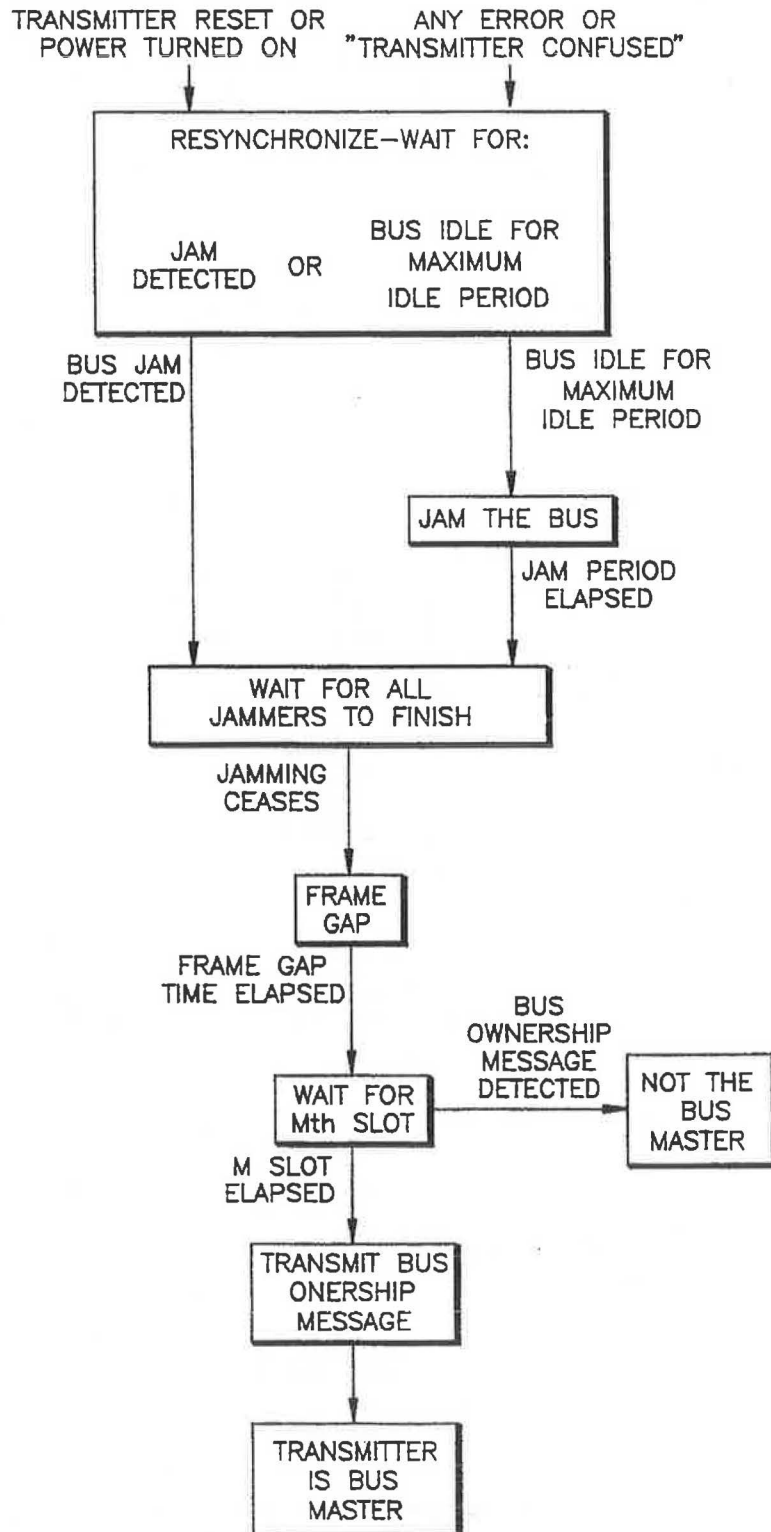 TRANSMITTER RESET OR
POWER TURNED ON
ANY ERROR OR
"TRANSMITTER CONFUSED"
RESYNCHRONIZE-WAIT FOR:
JAM
DETECTED
OR
BUS IDLE FOR
MAXIMUM
IDLE PERIOD
BUS JAM
DETECTED
BUS IDLE FOR
MAXIMUM
IDLE PERIOD
JAM THE BUS
JAM PERIOD
ELAPSED
WAIT FOR ALL
JAMMERS TO FINISH
JAMMING
CEASES
FRAME
GAP
FRAME GAP
TIME ELAPSED
BUS
OWNERSHIP
MESSAGE
DETECTED
WAIT FOR
Mth SLOT
NOT THE
BUS
MASTER
M SLOT
ELAPSED
TRANSMIT BUS
ONERSHIP
MESSAGE
TRANSMITTER
IS BUS
MASTER